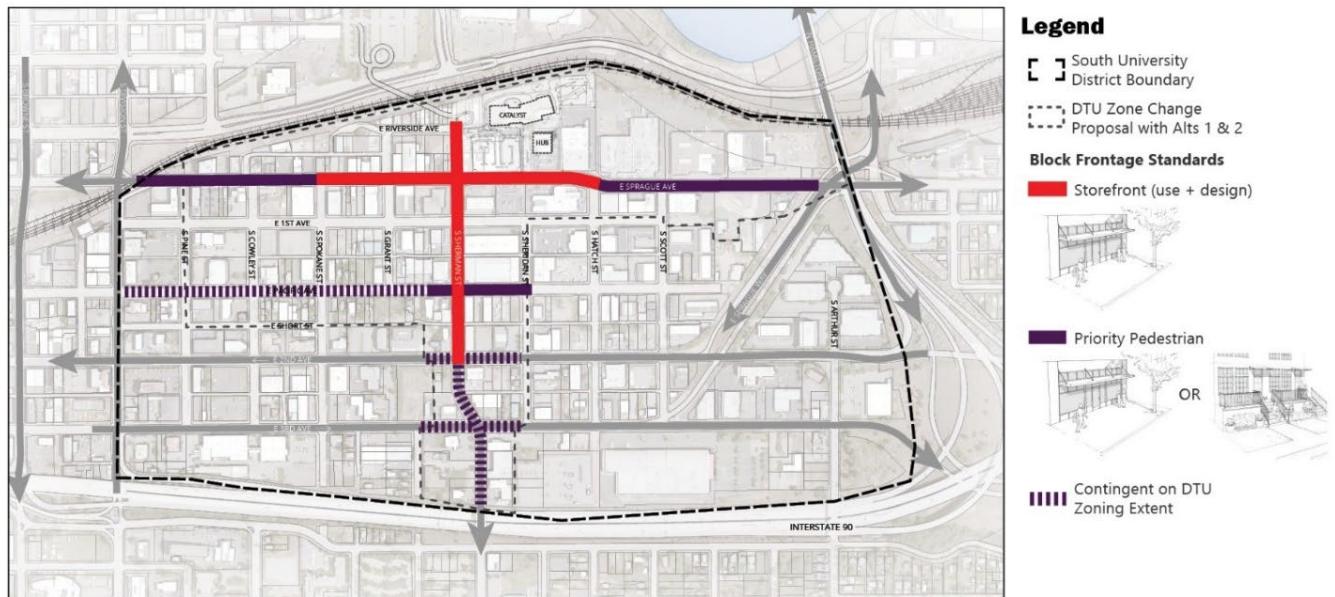 Legend
South University
District Boundary
DTU Zone Change
Proposal with Alts 1 & 2
Block Frontage Standards
Storefront (use + design)
Priority Pedestrian
OR
Contingent on DTU
Zoning Extent
CATALYST
HUB
E RIVERSIDE AVE
E SPRAGUE AVE
E 1ST AVE
S PINE ST
S COWLEY ST
S SPOKANE ST
S GRANT ST
S SHERMAN ST
S SHERIDAN ST
S HATCH ST
S SCOTT ST
E PACIFIC AVE
E SHORT ST
S ARTHUR ST
E 2ND AVE
E 3RD AVE
INTERSTATE 90